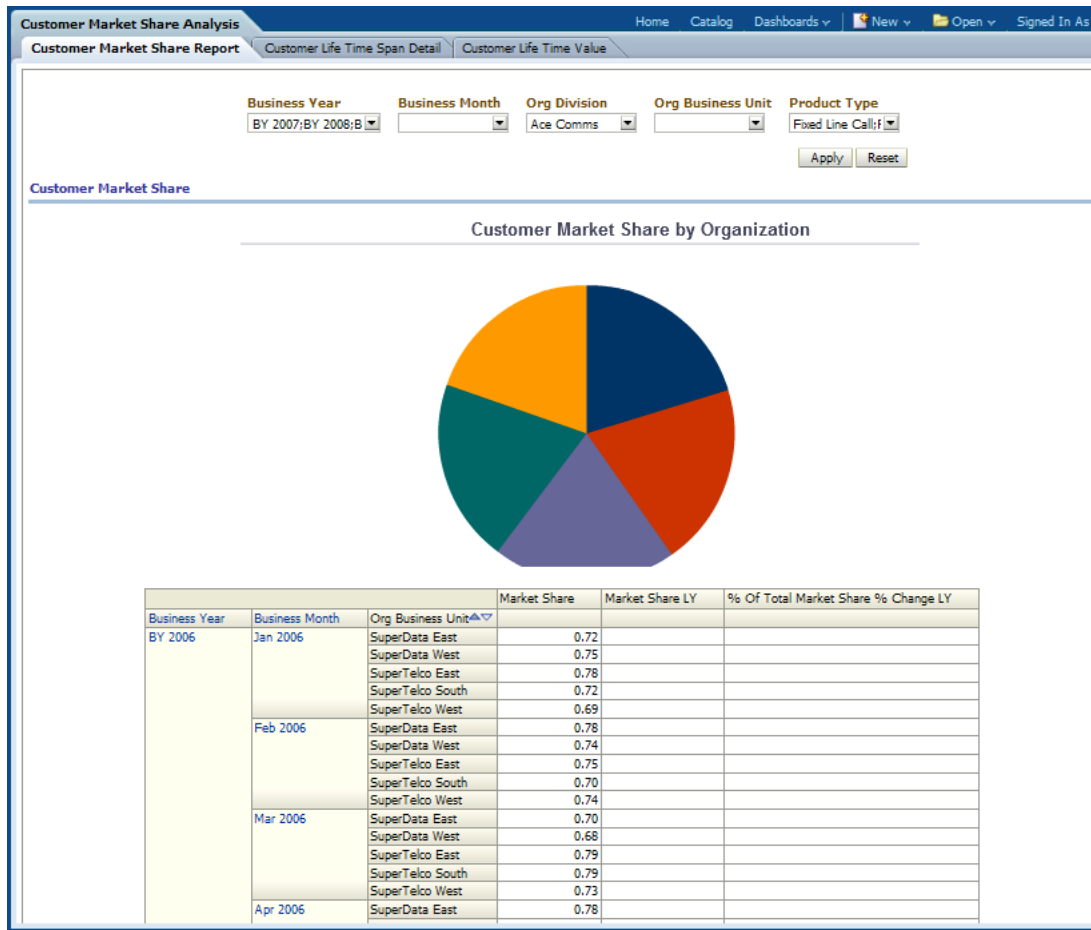 Customer Market Share Analysis
Home Catalog Dashboards New Open Signed In As
Customer Market Share Report Customer Life Time Span Detail Customer Life Time Value
Business Year Business Month Org Division Org Business Unit Product Type
BY 2007;BY 2008;B Ace Comms Fixed Line Call;F
Apply Reset
Customer Market Share
Customer Market Share by Organization
Market Share Market Share LY % Of Total Market Share % Change LY
Business Year Business Month Org Business Unit
BY 2006 Jan 2006 SuperData East 0.72
SuperData West 0.75
SuperTelco East 0.78
SuperTelco South 0.72
SuperTelco West 0.69
Feb 2006 SuperData East 0.78
SuperData West 0.74
SuperTelco East 0.75
SuperTelco South 0.70
SuperTelco West 0.74
Mar 2006 SuperData East 0.70
SuperData West 0.68
SuperTelco East 0.79
SuperTelco South 0.79
SuperTelco West 0.73
Apr 2006 SuperData East 0.78